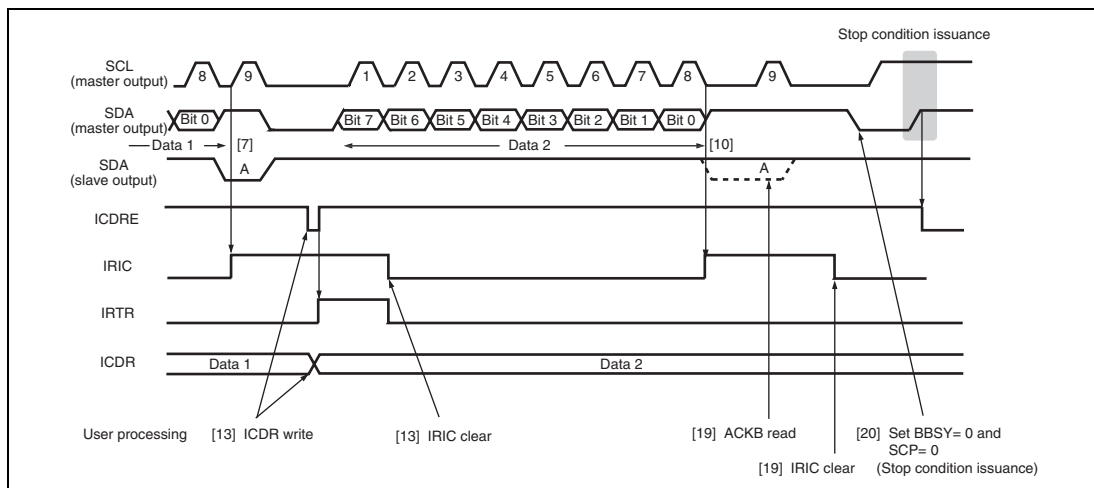 Stop condition issuance
SCL
(master output)
8 9 1 2 3 4 5 6 7 8 9
SDA
(master output)
Bit 0 Bit 7 Bit 6 Bit 5 Bit 4 Bit 3 Bit 2 Bit 1 Bit 0
Data 1 [7] Data 2 [10]
SDA
(slave output)
A A
ICDRE
IRIC
IRTR
ICDR
Data 1 Data 2
User processing [13] ICDR write [13] IRIC clear [19] ACKB read [20] Set BBSY= 0 and
SCP= 0
[19] IRIC clear (Stop condition issuance)